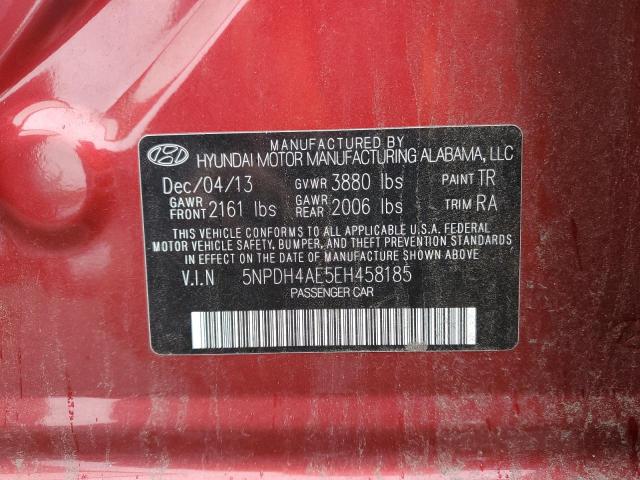 MANUFACTURED BY
HYUNDAI MOTOR MANUFACTURING ALABAMA, LLC
Dec/04/13 GVWR 3880 lbs PAINT TR
GAWR FRONT 2161 lbs GAWR REAR 2006 lbs TRIM RA
THIS VEHICLE CONFORMS TO ALL APPLICABLE U.S.A. FEDERAL
MOTOR VEHICLE SAFETY, BUMPER, AND THEFT PREVENTION STANDARDS
IN EFFECT ON THE DATE OF MANUFACTURE SHOWN ABOVE
V.I.N 5NPDH4AE5EH458185
PASSENGER CAR